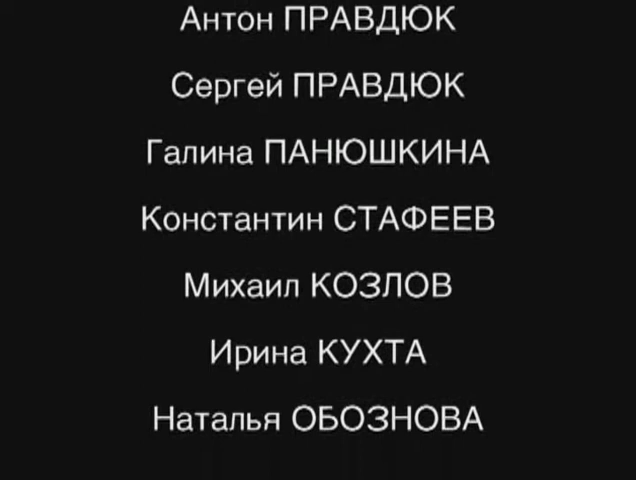 Антон ПРАВДЮК
Сергей ПРАВДЮК
Галина ПАНЮШКИНА
Константин СТАФЕЕВ
Михаил КОЗЛОВ
Ирина КУХТА
Наталья ОБОЗНОВА